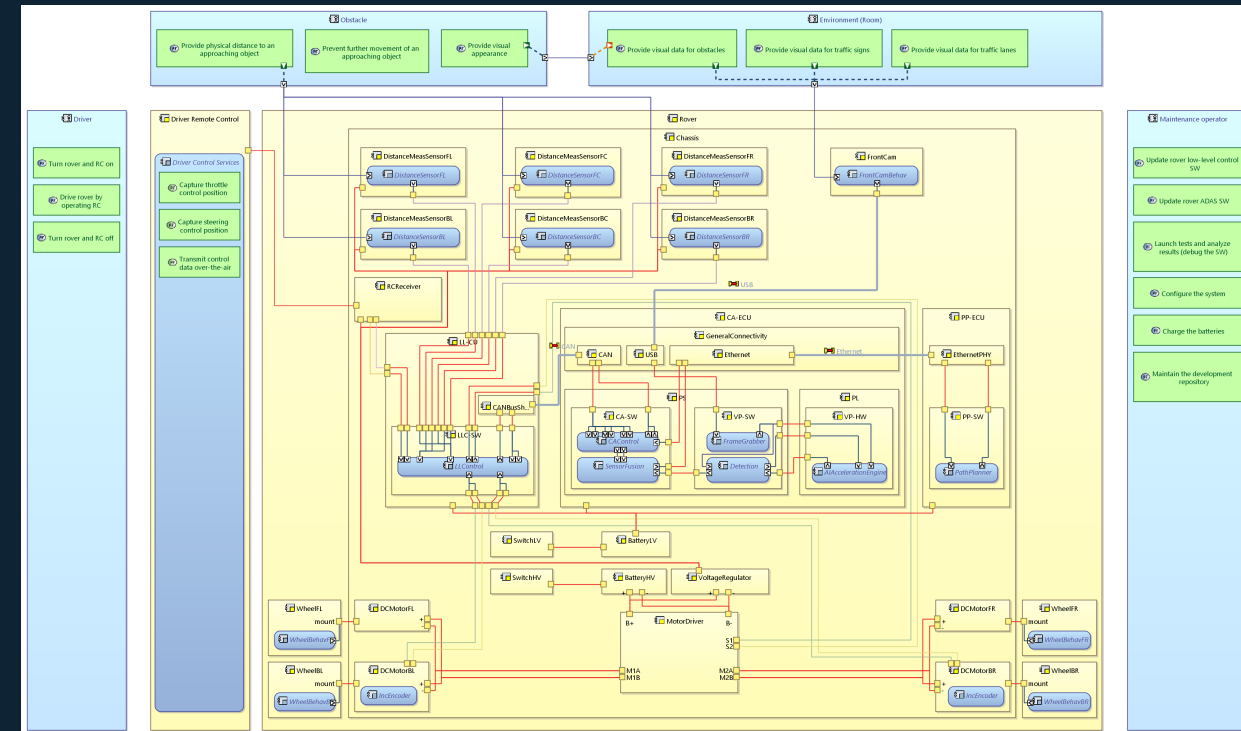 Obstacle
Environment (Room)
Provide physical distance to an
approaching object
Prevent further movement of an
approaching object
Provide visual
appearance
Provide visual data for obstacles
Provide visual data for traffic signs
Provide visual data for traffic lanes
Driver
Turn rover and RC on
Drive rover by
operating RC
Turn rover and RC off
Driver Remote Control
Driver Control Services
Capture throttle
control position
Capture steering
control position
Transmit control
data over-the-air
Rover
Chassis
DistanceMeasSensorFL
DistanceSensorFL
DistanceMeasSensorFC
DistanceSensorFC
DistanceMeasSensorFR
DistanceSensorFR
FrontCam
FrontCamBehav
DistanceMeasSensorBL
DistanceSensorBL
DistanceMeasSensorBC
DistanceSensorBC
DistanceMeasSensorBR
DistanceSensorBR
RCReceiver
USB
LL-CU
CAN
CA-ECU
GeneralConnectivity
CAN
USB
Ethernet
Ethernet
PP-ECU
EthernetPHY
CANBusSh...
LLC-SW
LLControl
PS
CA-SW
CAControl
SensorFusion
VP-SW
FrameGrabber
Detection
PL
VP-HW
AIAccelerationEngine
PP-SW
PathPlanner
SwitchLV
BatteryLV
SwitchHV
BatteryHV
VoltageRegulator
+ -
+ -
MotorDriver
B+
B-
S1
S2
M1A
M1B
M2A
M2B
WheelFL
mount
WheelBehavFL
DCMotorFL
+
-
WheelBL
mount
DCMotorBL
IncEncoder
+
-
DCMotorFR
+
-
WheelFR
mount
WheelBehavFR
DCMotorBR
IncEncoder
+
-
WheelBR
mount
WheelBehavBR
Maintenance operator
Update rover low-level control
SW
Update rover ADAS SW
Launch tests and analyze
results (debug the SW)
Configure the system
Charge the batteries
Maintain the development
repository